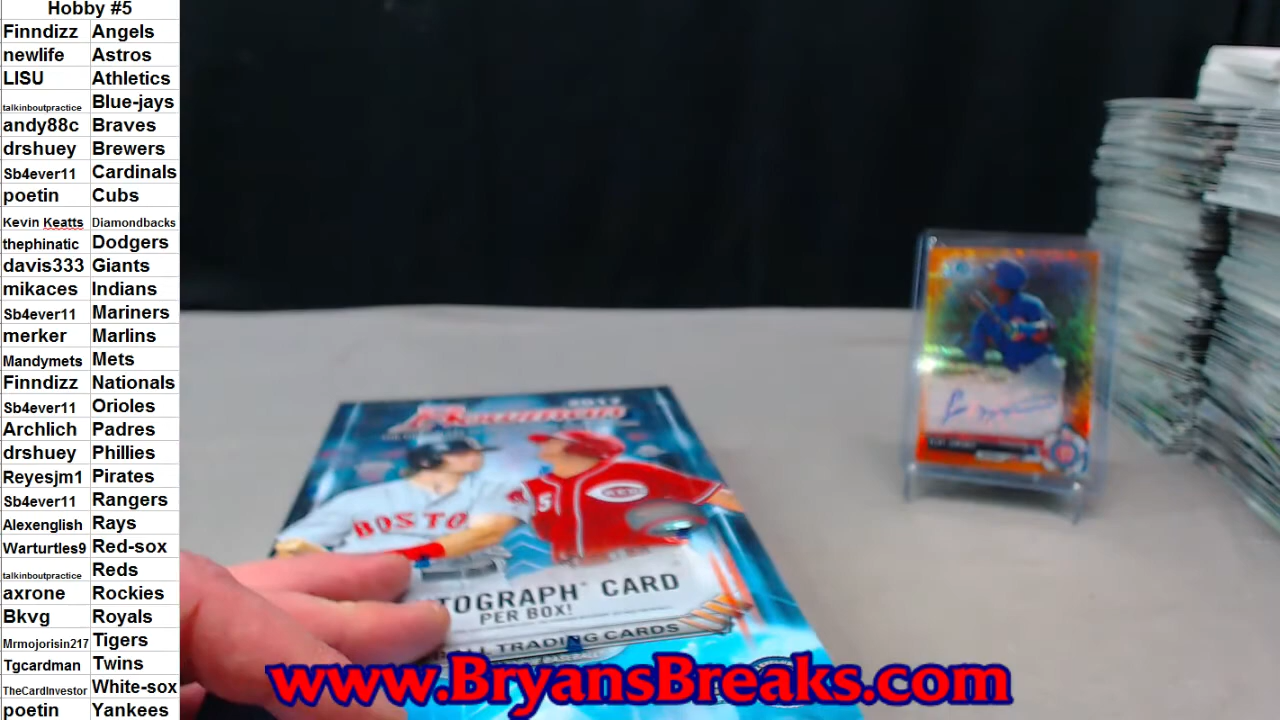 Hobby #5
Finndizz Angels
newlife Astros
LISU Athletics
talkinboutpractice Blue-jays
andy88c Braves
drshuey Brewers
Sb4ever11 Cardinals
poetin Cubs
Kevin Keatts Diamondbacks
thephinatic Dodgers
davis333 Giants
mikaces Indians
Sb4ever11 Mariners
merker Marlins
Mandymets Mets
Finndizz Nationals
Sb4ever11 Orioles
Archlich Padres
drshuey Phillies
Reyesjm1 Pirates
Sb4ever11 Rangers
Alexenglish Rays
Warturtles9 Red-sox
talkinboutpractice Reds
axrone Rockies
Bkvg Royals
Mrmojorisin217 Tigers
Tgcardman Twins
TheCardInvestor White-sox
poetin Yankees
2017
Bowman
BOSTO
REDS
5
TOGRAPH CARD
PER BOX!
TRADING CARDS
www.BryansBreaks.com